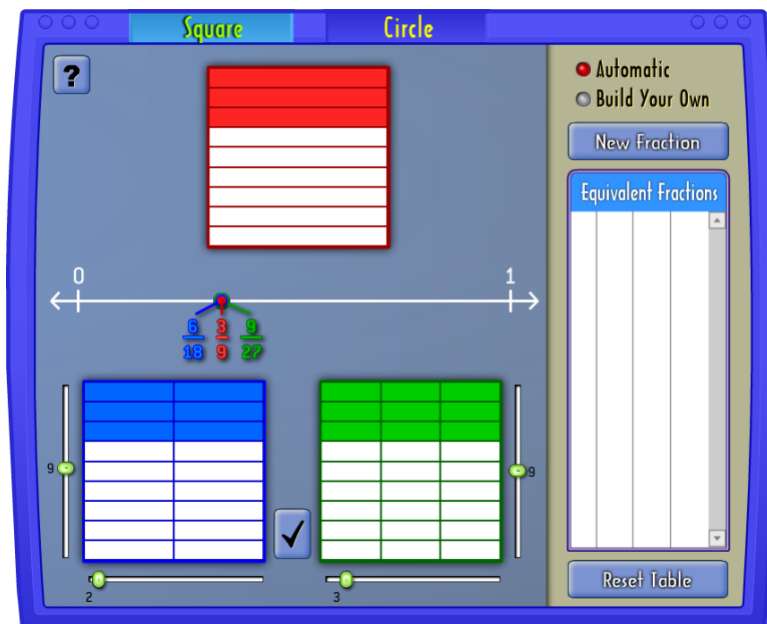 Square
Circle
?
Automatic
Build Your Own
New Fraction
Equivalent Fractions
0
1
6/18
3/9
9/27
9
9
2
3
Reset Table